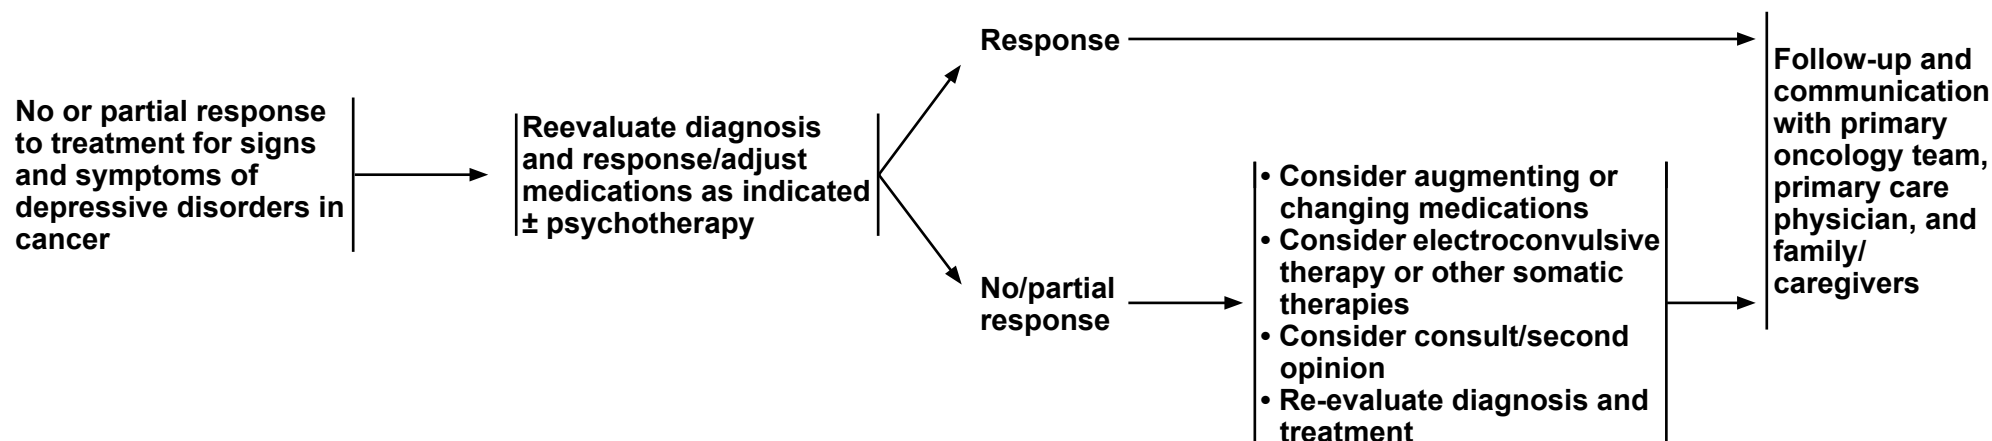 No or partial response
to treatment for signs
and symptoms of
depressive disorders in
cancer
Reevaluate diagnosis
and response/adjust
medications as indicated
± psychotherapy
Response
No/partial
response
• Consider augmenting or
changing medications
• Consider electroconvulsive
therapy or other somatic
therapies
• Consider consult/second
opinion
• Re-evaluate diagnosis and
treatment
Follow-up and
communication
with primary
oncology team,
primary care
physician, and
family/
caregivers